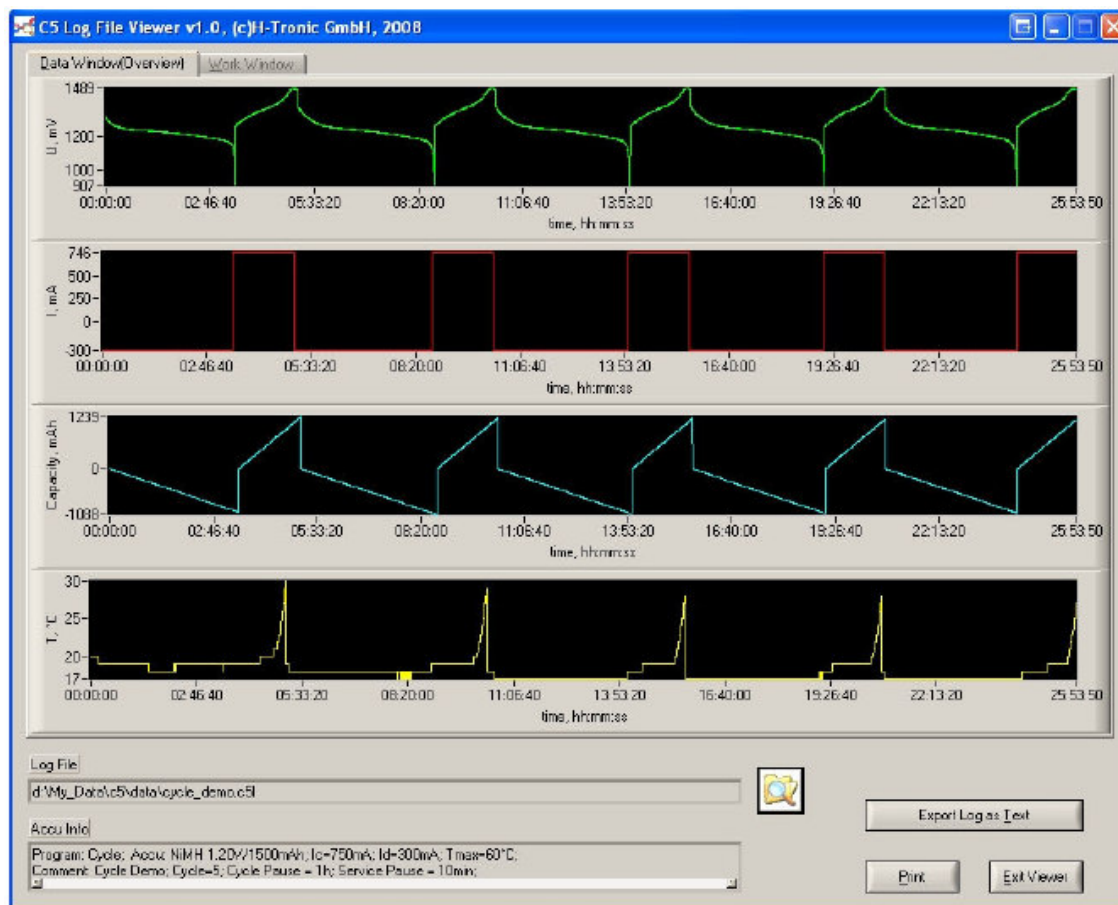 C5 Log File Viewer v1.0, (c)H-Tronic GmbH, 2008
Data Window(Overview) Work Window
U, mV
1489
1200
1000
907
00:00:00 02:46:40 05:33:20 08:20:00 11:06:40 13:53:20 16:40:00 19:26:40 22:13:20 25:53:50
time, hh:mm:ss
I, mA
746
500
250
0
-300
00:00:00 02:46:40 05:33:20 08:20:00 11:06:40 13:53:20 16:40:00 19:26:40 22:13:20 25:53:50
time, hh:mm:ss
Capacity, mAh
1239
0
-1088
00:00:00 02:46:40 05:33:20 08:20:00 11:06:40 13:53:20 16:40:00 19:26:40 22:13:20 25:53:50
time, hh:mm:ss
T, °C
30
25
20
17
00:00:00 02:46:40 05:33:20 08:20:00 11:06:40 13:53:20 16:40:00 19:26:40 22:13:20 25:53:50
time, hh:mm:ss
Log File
d:\My_Data\c5\data\cycle_demo.c5l
Export Log as Text
Accu Info
Program: Cycle; Accu: NiMH 1.20V/1500mAh; Ic=750mA; Id=300mA; Tmax=60°C;
Comment: Cycle Demo; Cycle=5; Cycle Pause = 1h; Service Pause = 10min;
Print Exit Viewer